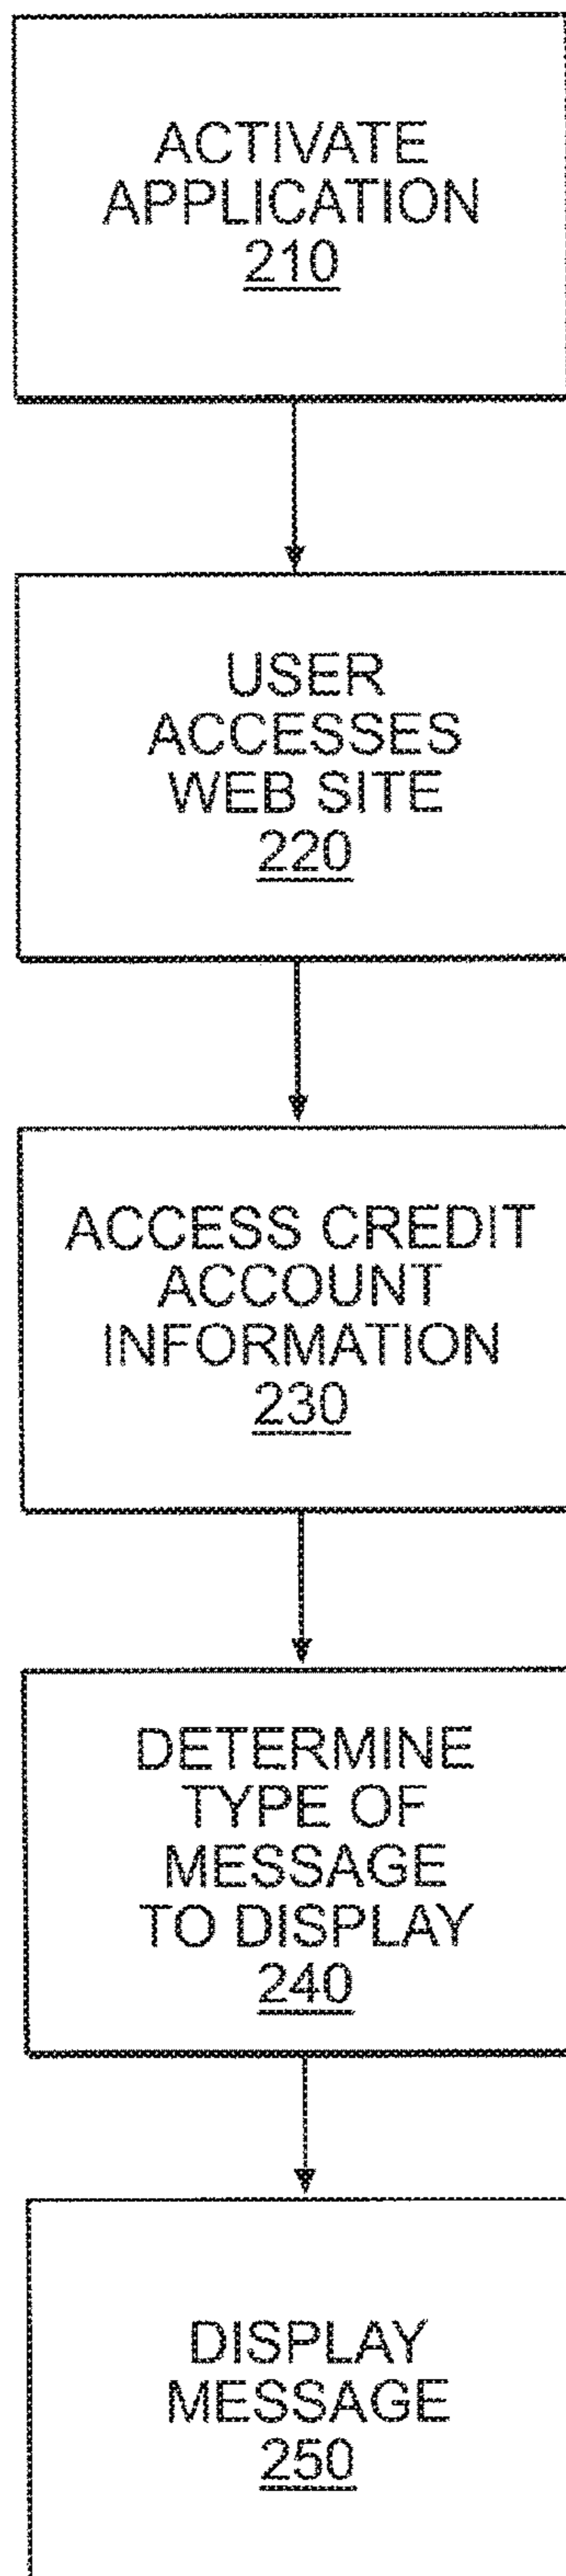 ACTIVATE
APPLICATION
210
USER
ACCESSES
WEB SITE
220
ACCESS CREDIT
ACCOUNT
INFORMATION
230
DETERMINE
TYPE OF
MESSAGE
TO DISPLAY
240
DISPLAY
MESSAGE
250